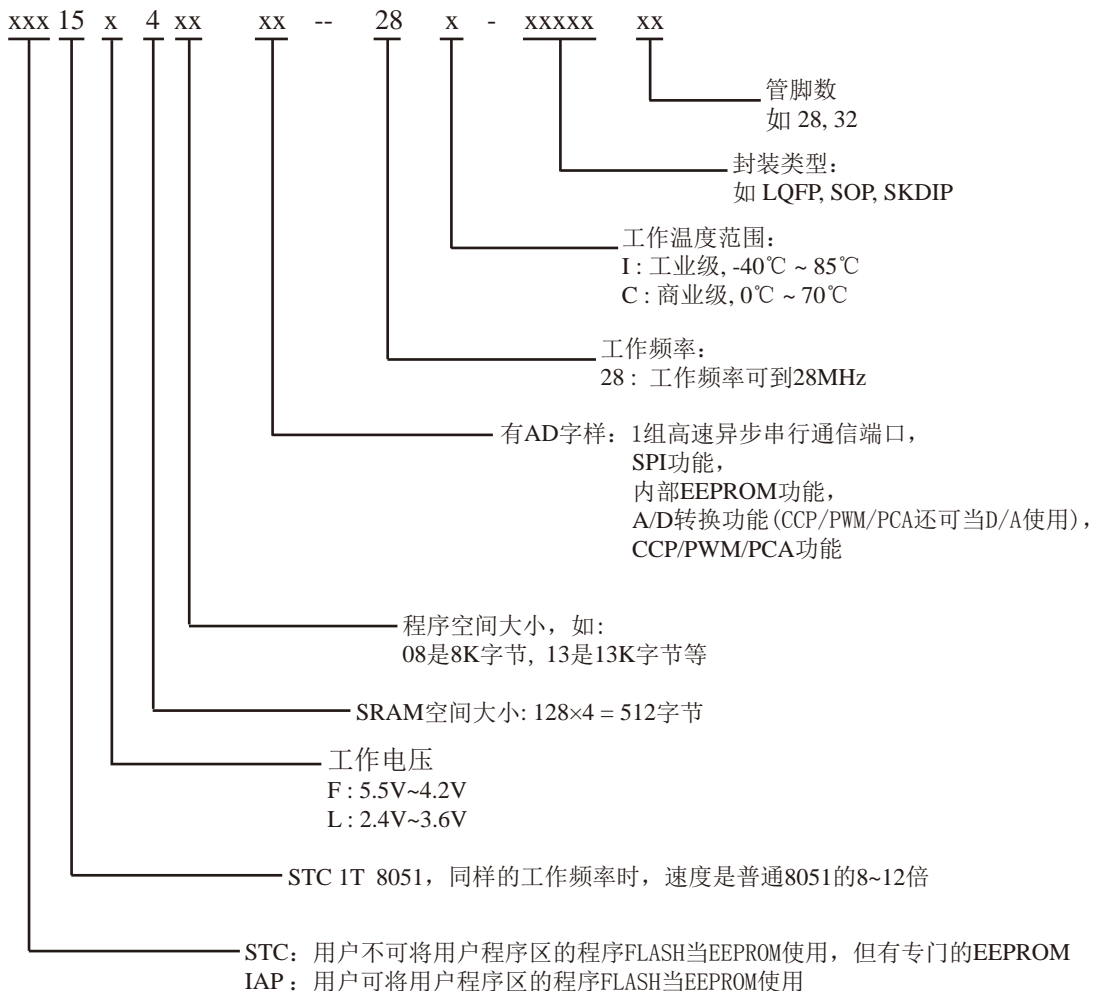 xxx 15 x 4 xx xx -- 28 x - xxxxx xx
管脚数
如 28, 32
封装类型:
如 LQFP, SOP, SKDIP
工作温度范围:
I : 工业级, -40℃ ~ 85℃
C : 商业级, 0℃ ~ 70℃
工作频率:
28 : 工作频率可到28MHz
有AD字样: 1组高速异步串行通信端口,
SPI功能,
内部EEPROM功能,
A/D转换功能(CCP/PWM/PCA还可当D/A使用),
CCP/PWM/PCA功能
程序空间大小, 如:
08是8K字节, 13是13K字节等
SRAM空间大小: 128×4 = 512字节
工作电压
F : 5.5V~4.2V
L : 2.4V~3.6V
STC 1T 8051, 同样的工作频率时, 速度是普通8051的8~12倍
STC: 用户不可将用户程序区的程序FLASH当EEPROM使用, 但有专门的EEPROM
IAP : 用户可将用户程序区的程序FLASH当EEPROM使用